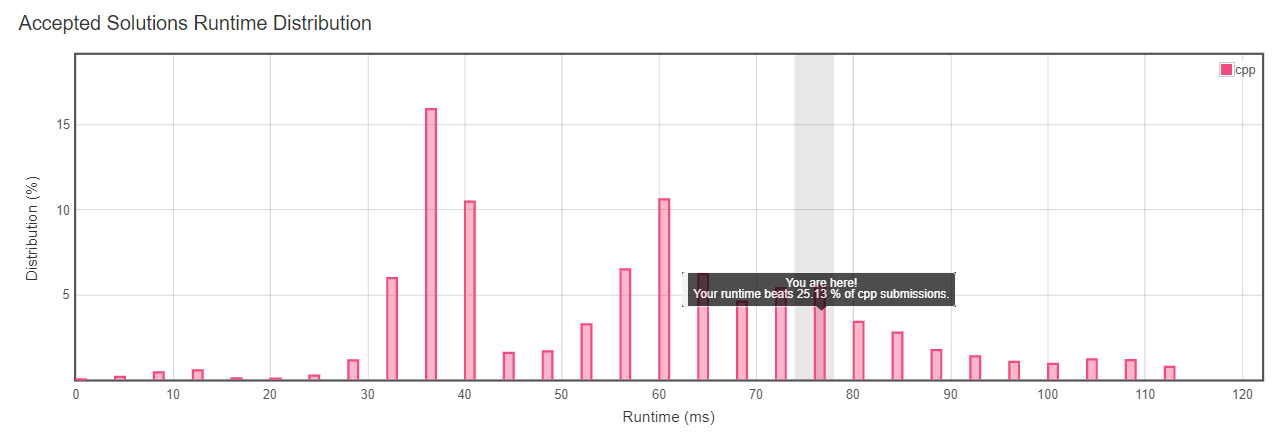 Accepted Solutions Runtime Distribution
cpp
15
10
5
Distribution (%)
You are here!
Your runtime beats 25.13 % of cpp submissions.
0 10 20 30 40 50 60 70 80 90 100 110 120
Runtime (ms)